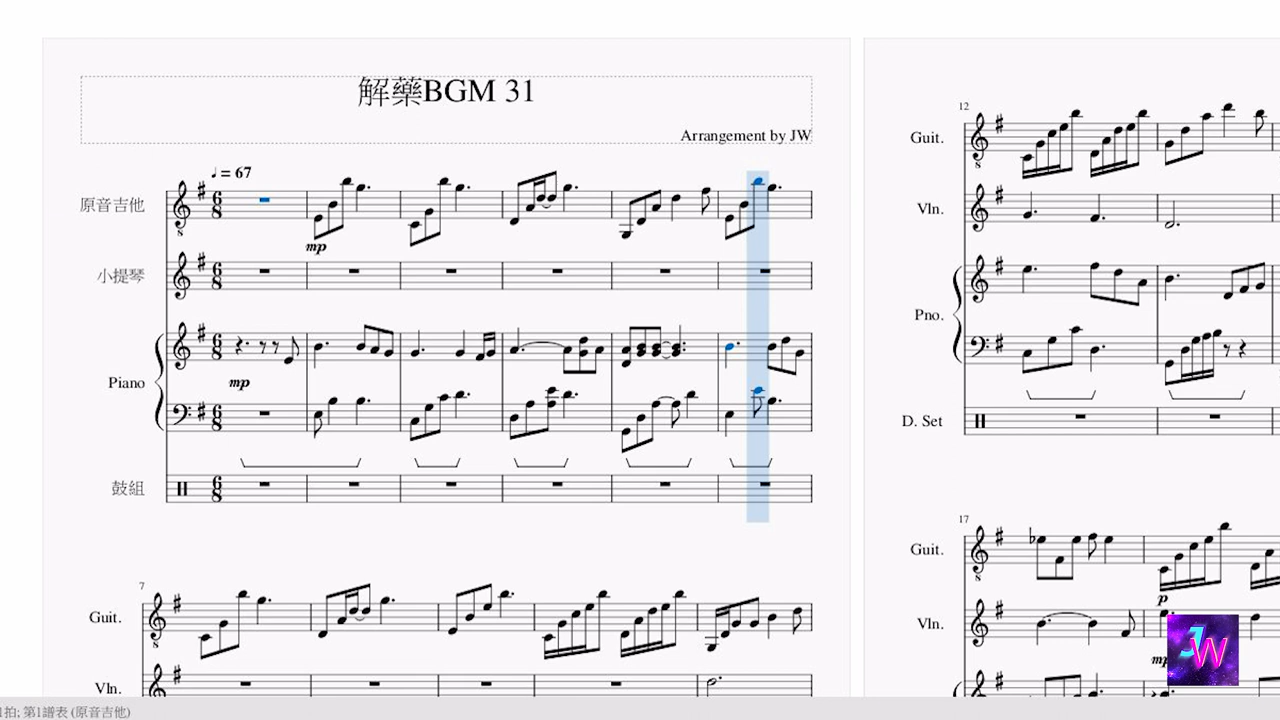 解藥BGM 31
Arrangement by JW
♩ = 67
原音吉他
mp
小提琴
Piano
mp
鼓組
7
Guit.
Vln.
12
Guit.
Vln.
Pno.
D. Set
17
Guit.
p
Vln.
mp
JW
拍; 第1譜表 (原音吉他)